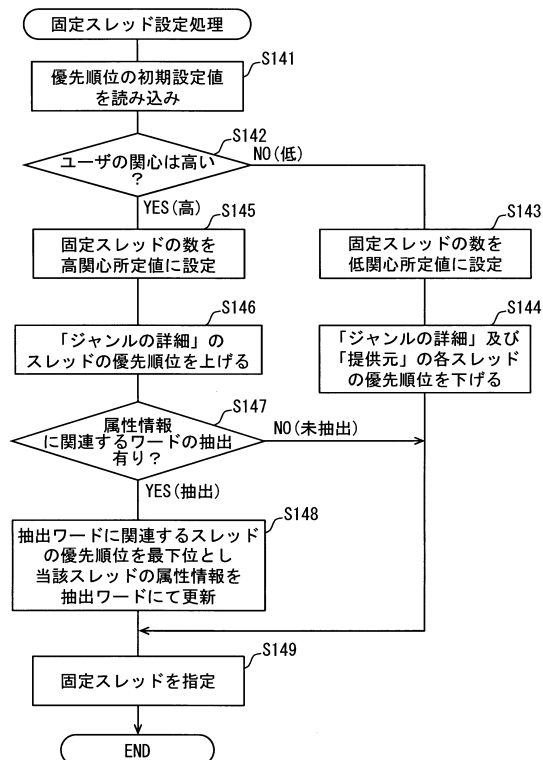 固定スレッド設定処理
S141
優先順位の初期設定値
を読み込み
S142
ユーザの関心は高い
?
NO(低)
YES(高)
S145
固定スレッドの数を
高関心所定値に設定
S143
固定スレッドの数を
低関心所定値に設定
S146
「ジャンルの詳細」の
スレッドの優先順位を上げる
S144
「ジャンルの詳細」及び
「提供元」の各スレッド
の優先順位を下げる
S147
属性情報
に関連するワードの抽出
有り?
NO(未抽出)
YES(抽出)
S148
抽出ワードに関連するスレッド
の優先順位を最下位とし
当該スレッドの属性情報を
抽出ワードにて更新
S149
固定スレッドを指定
END